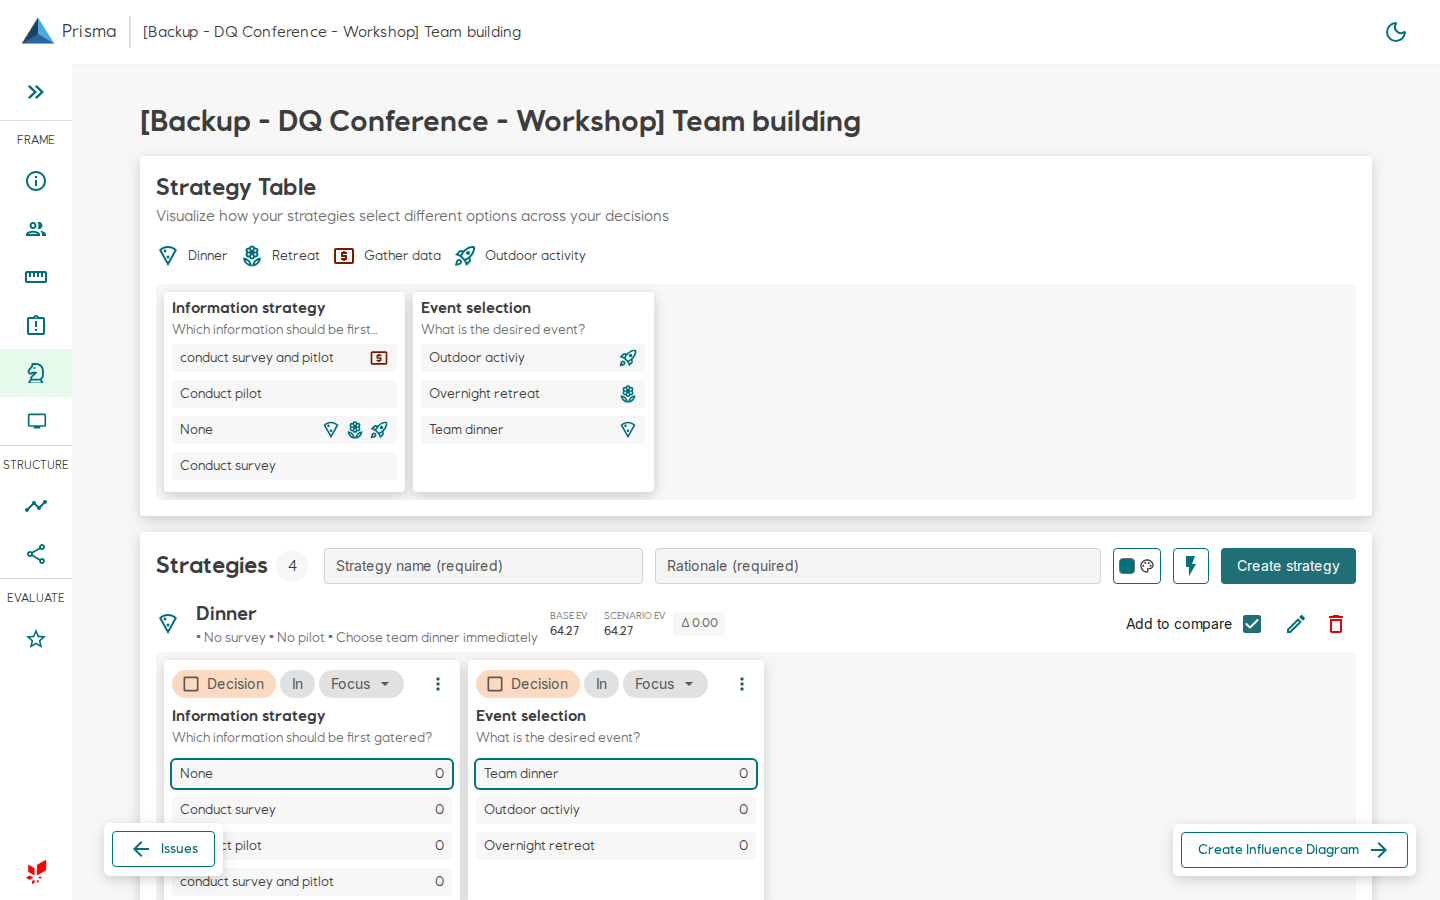 Prisma
[Backup - DQ Conference - Workshop] Team building
FRAME
STRUCTURE
EVALUATE
[Backup - DQ Conference - Workshop] Team building
Strategy Table
Visualize how your strategies select different options across your decisions
Dinner
Retreat
Gather data
Outdoor activity
Information strategy
Which information should be first...
conduct survey and pitlot
Conduct pilot
None
Conduct survey
Event selection
What is the desired event?
Outdoor activiy
Overnight retreat
Team dinner
Strategies
4
Strategy name (required)
Rationale (required)
Create strategy
Dinner
▪ No survey ▪ No pilot ▪ Choose team dinner immediately
BASE EV
64.27
SCENARIO EV
64.27
Δ 0.00
Add to compare
Decision
In
Focus
Information strategy
Which information should be first gatered?
None 0
Conduct survey 0
ct pilot 0
conduct survey and pitlot 0
Decision
In
Focus
Event selection
What is the desired event?
Team dinner 0
Outdoor activiy 0
Overnight retreat 0
Issues
Create Influence Diagram